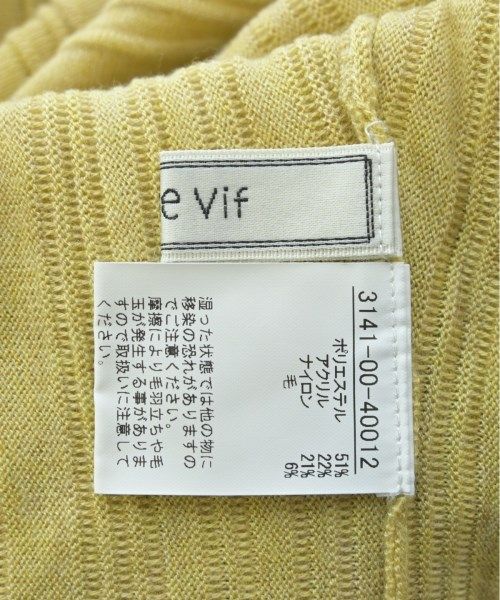 e Vif
3141-00-40012
ポリエステル 51%
アクリル 22%
ナイロン 21%
毛 6%
湿った状態では他の物に
移染の恐れがありますの
でご注意ください。
摩擦により毛羽立ちや毛
玉が発生する事がありま
すので取扱いに注意して
ください。